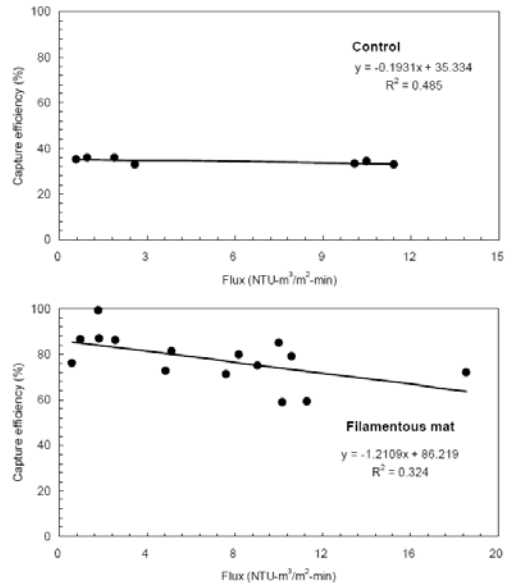 100
80
60
40
20
0
Capture efficiency (%)
Control
y = -0.1931x + 35.334
R² = 0.485
0 3 6 9 12 15
Flux (NTU-m³/m²-min)
100
80
60
40
20
0
Capture efficiency (%)
Filamentous mat
y = -1.2109x + 86.219
R² = 0.324
0 4 8 12 16 20
Flux (NTU-m³/m²-min)